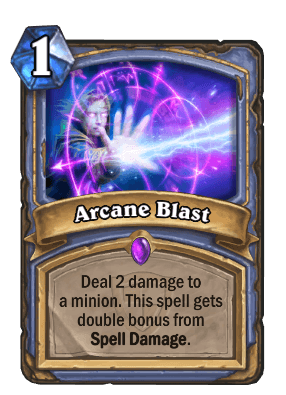 1
Arcane Blast
Deal 2 damage to
a minion. This spell gets
double bonus from
Spell Damage.